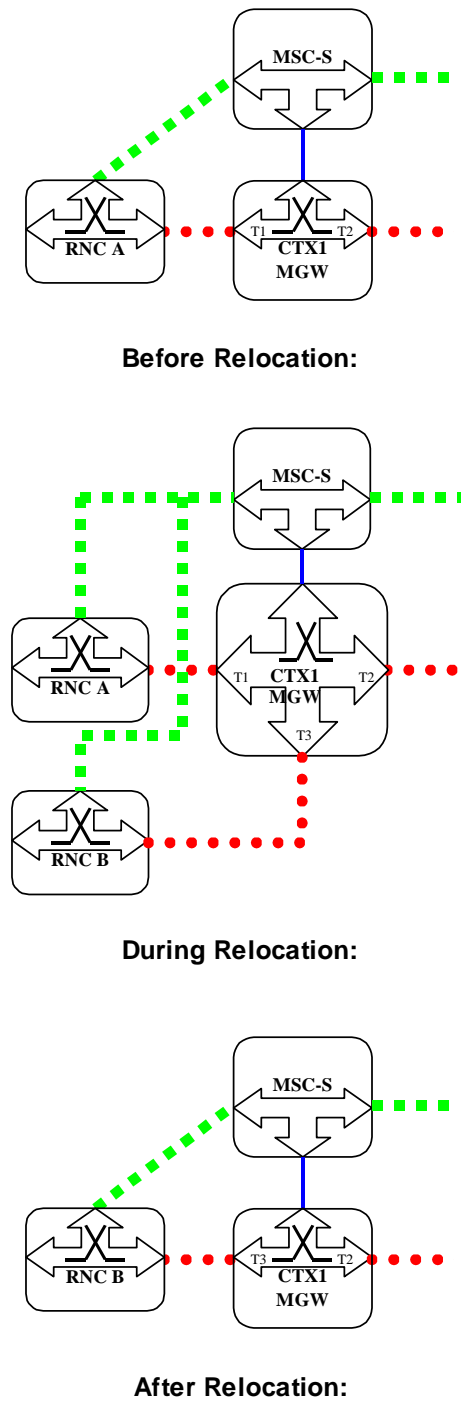 MSC-S
T1
T2
RNC A
CTX1
MGW
Before Relocation:
MSC-S
RNC A
T1
CTX1
T2
MGW
T3
RNC B
During Relocation:
MSC-S
T3
T2
RNC B
CTX1
MGW
After Relocation: